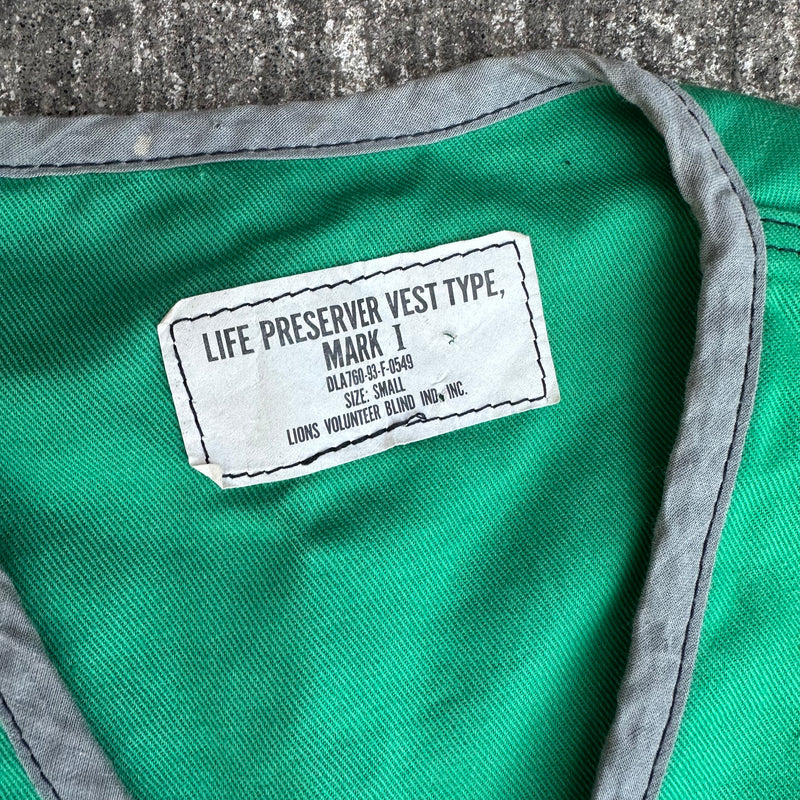 LIFE PRESERVER VEST TYPE,
MARK I
DLA760-93-F-0549
SIZE: SMALL
LIONS VOLUNTEER BLIND IND, INC.